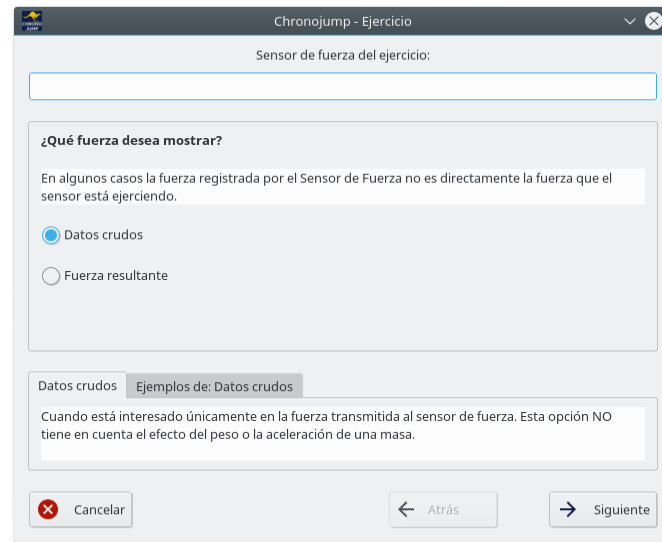 CHRONO
JUMP
Chronojump - Ejercicio
Sensor de fuerza del ejercicio:
¿Qué fuerza desea mostrar?
En algunos casos la fuerza registrada por el Sensor de Fuerza no es directamente la fuerza que el
sensor está ejerciendo.
Datos crudos
Fuerza resultante
Datos crudos
Ejemplos de: Datos crudos
Cuando está interesado únicamente en la fuerza transmitida al sensor de fuerza. Esta opción NO
tiene en cuenta el efecto del peso o la aceleración de una masa.
Cancelar
Atrás
Siguiente